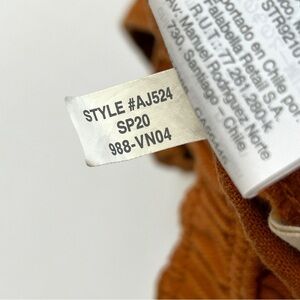 STYLE #AJ524
SP20
988-VN04
portado en Chile por
Falabella Retail S.A.
R.U.T.: 77 261
Manuel Rodriguez Norte
730
Santiago - Chile